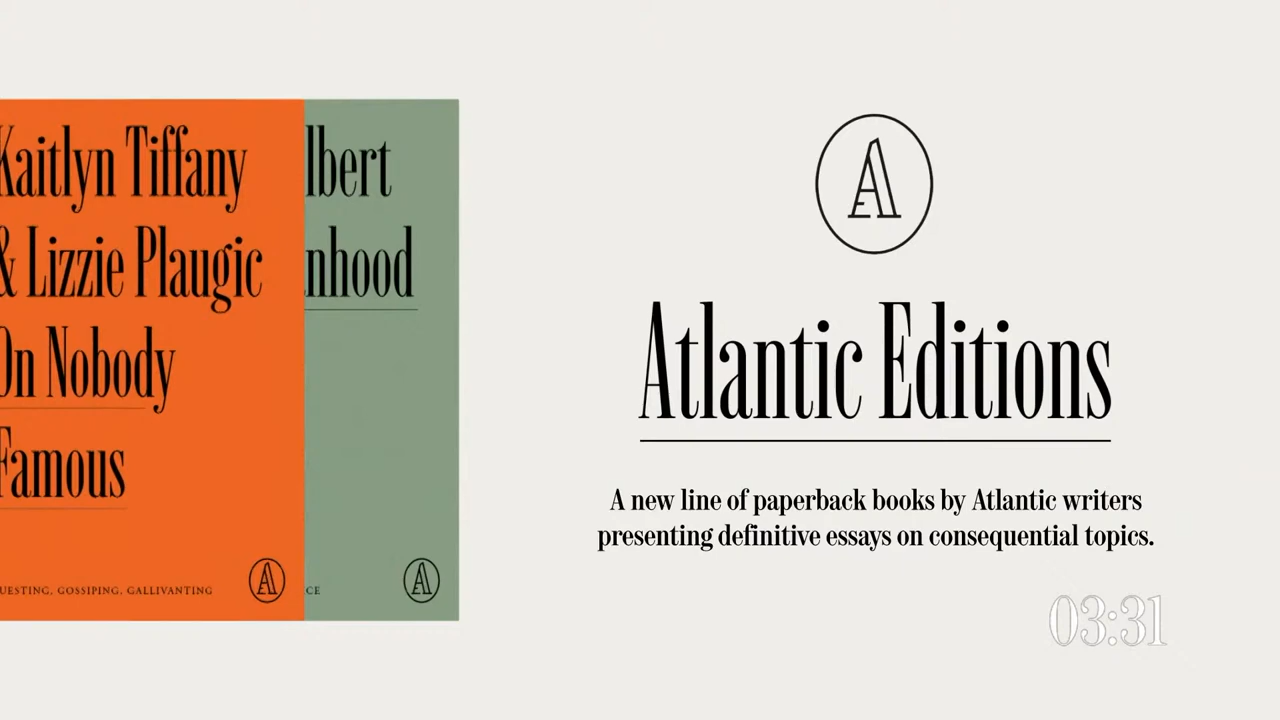 Kaitlyn Tiffany
& Lizzie Plaugic
On Nobody
Famous
UESTING, GOSSIPING, GALLIVANTING
lbert
nhood
CE
Atlantic Editions
A new line of paperback books by Atlantic writers
presenting definitive essays on consequential topics.
03:31